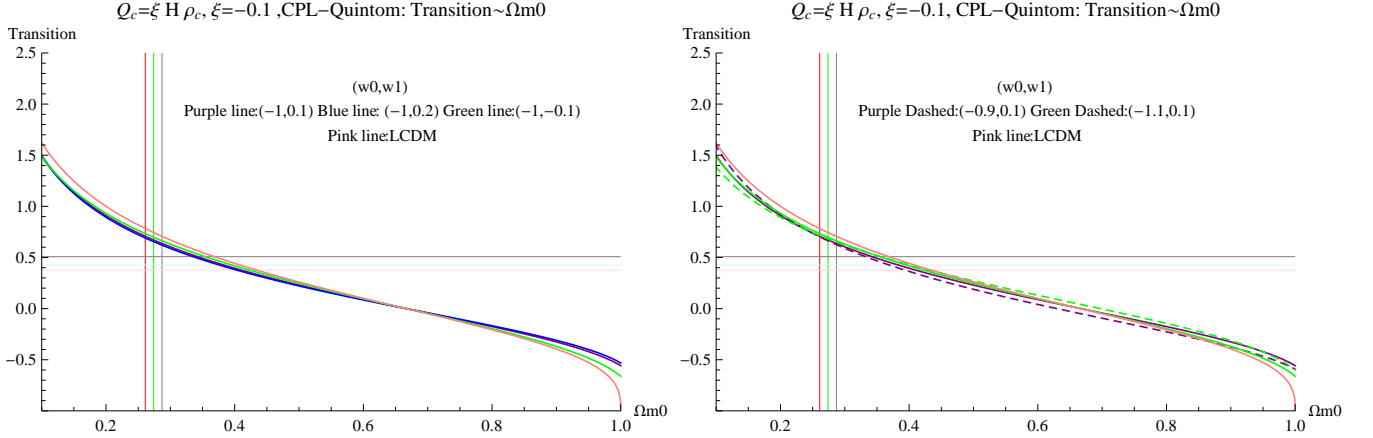 Q_c=ξ H ρ_c, ξ=−0.1 ,CPL−Quintom: Transition~Ωm0
Transition
2.5
2.0
1.5
1.0
0.5
0.0
−0.5
(w0,w1)
Purple line:(−1,0.1) Blue line: (−1,0.2) Green line:(−1,−0.1)
Pink line:LCDM
0.2 0.4 0.6 0.8 1.0
Ωm0
Q_c=ξ H ρ_c, ξ=−0.1, CPL−Quintom: Transition~Ωm0
Transition
2.5
2.0
1.5
1.0
0.5
0.0
−0.5
(w0,w1)
Purple Dashed:(−0.9,0.1) Green Dashed:(−1.1,0.1)
Pink line:LCDM
0.2 0.4 0.6 0.8 1.0
Ωm0